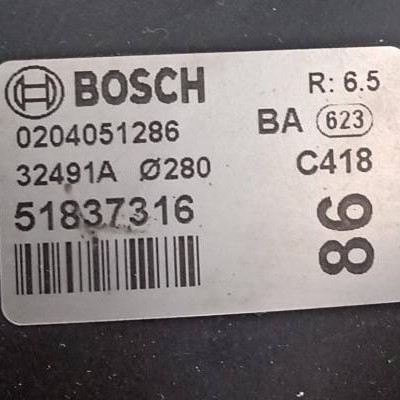 BOSCH R: 6.5
0204051286 BA 623
32491A Ø280 C418
51837316
86